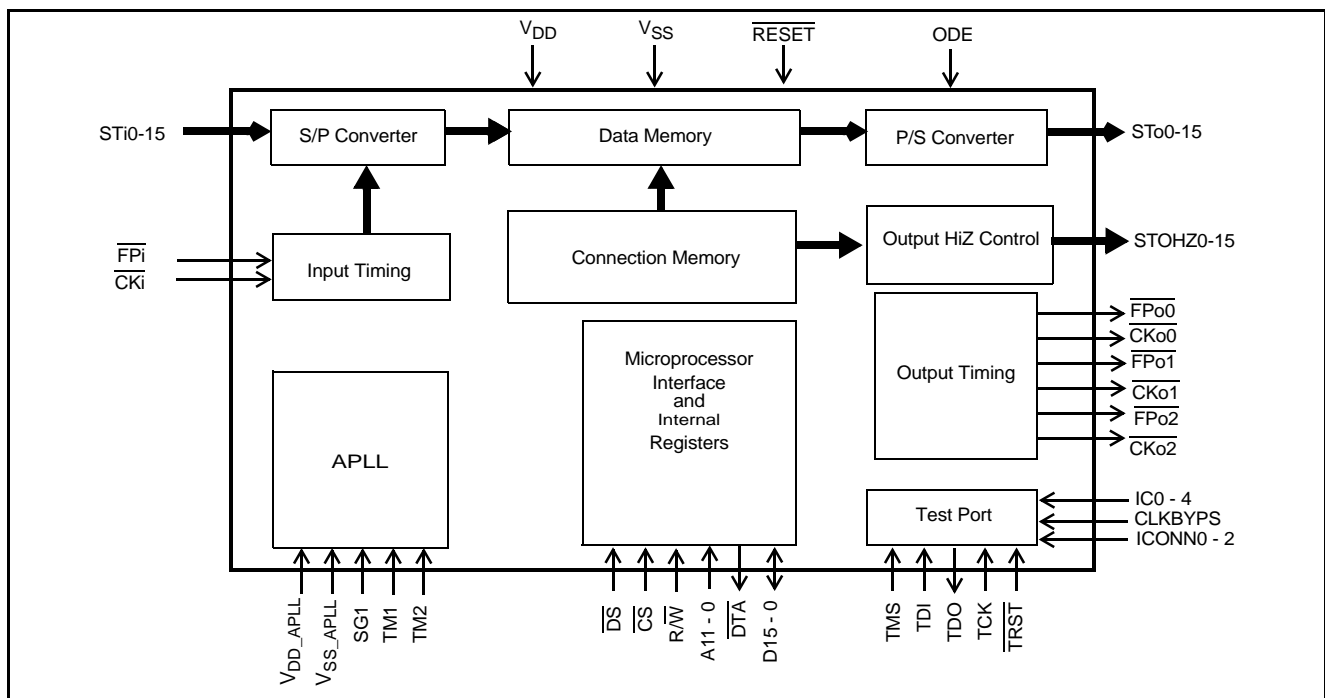 VDD
VSS
RESET
ODE
STi0-15
S/P Converter
Data Memory
P/S Converter
STo0-15
FPi
CKi
Input Timing
Connection Memory
Output HiZ Control
STOHZ0-15
APLL
Microprocessor
Interface
and
Internal
Registers
Output Timing
FPo0
CKo0
FPo1
CKo1
FPo2
CKo2
Test Port
IC0 - 4
CLKBYPS
ICONN0 - 2
VDD_APLL
VSS_APLL
SG1
TM1
TM2
DS
CS
R/W
A11 - 0
DTA
D15 - 0
TMS
TDI
TDO
TCK
TRST